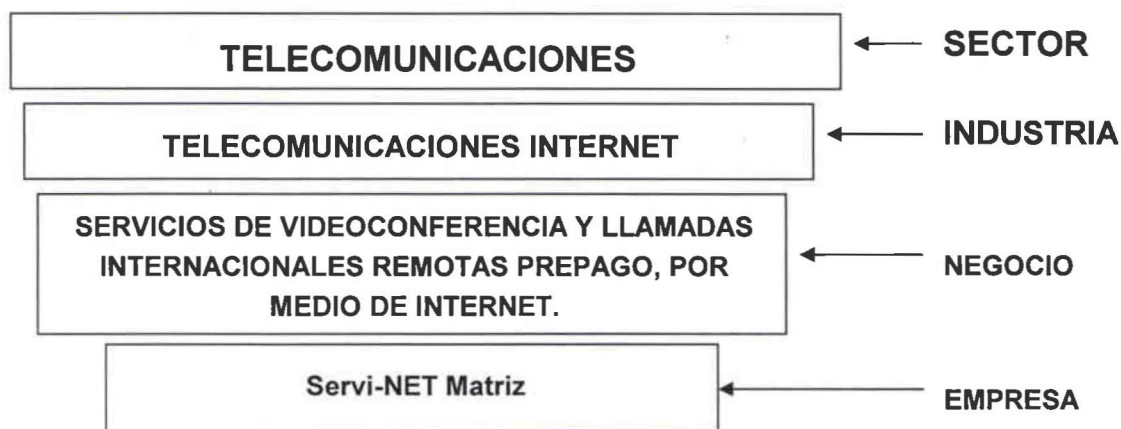 TELECOMUNICACIONES
SECTOR
TELECOMUNICACIONES INTERNET
INDUSTRIA
SERVICIOS DE VIDEOCONFERENCIA Y LLAMADAS
INTERNACIONALES REMOTAS PREPAGO, POR
MEDIO DE INTERNET.
NEGOCIO
Servi-NET Matriz
EMPRESA